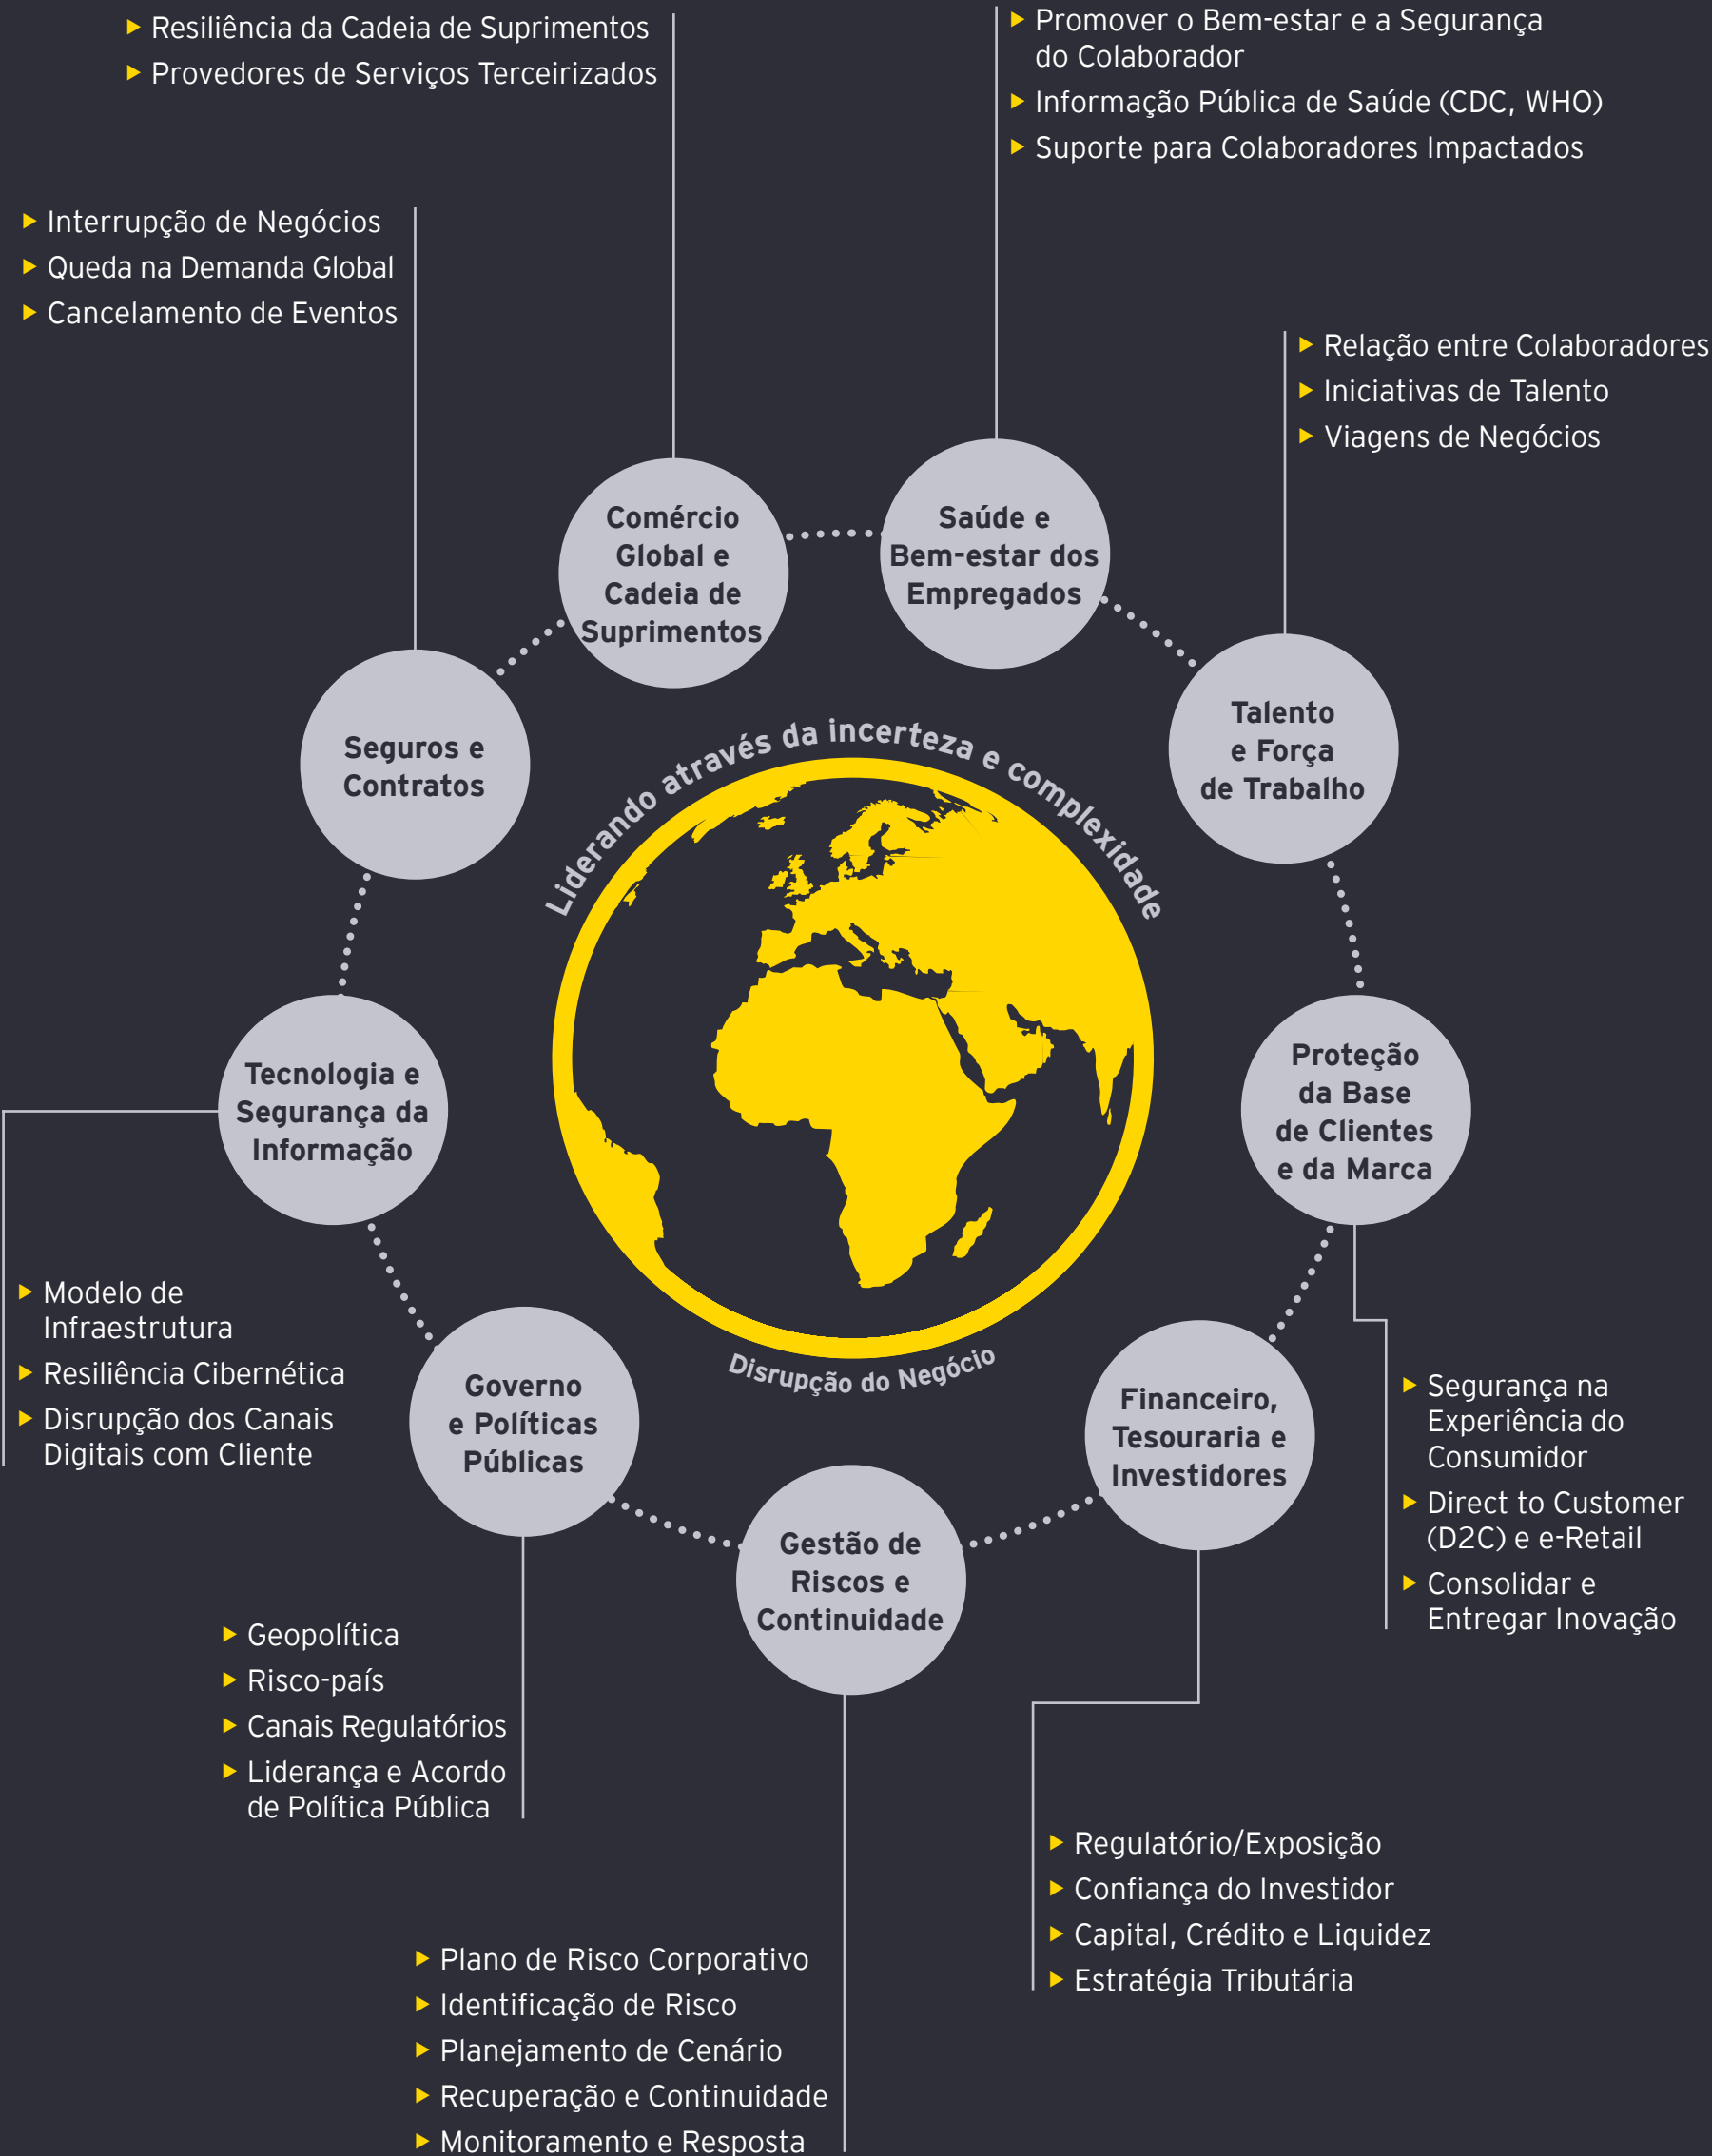 Resiliência da Cadeia de Suprimentos
Provedores de Serviços Terceirizados
Promover o Bem-estar e a Segurança
do Colaborador
Informação Pública de Saúde (CDC, WHO)
Suporte para Colaboradores Impactados
Interrupção de Negócios
Queda na Demanda Global
Cancelamento de Eventos
Relação entre Colaboradores
Iniciativas de Talento
Viagens de Negócios
Comércio
Global e
Cadeia de
Suprimentos
Saúde e
Bem-estar dos
Empregados
Seguros e
Contratos
Talento
e Força
de Trabalho
Liderando através da incerteza e complexidade
Tecnologia e
Segurança da
Informação
Proteção
da Base
de Clientes
e da Marca
Modelo de
Infraestrutura
Resiliência Cibernética
Disrupção dos Canais
Digitais com Cliente
Disrupção do Negócio
Governo
e Políticas
Públicas
Financeiro,
Tesouraria e
Investidores
Segurança na
Experiência do
Consumidor
Direct to Customer
(D2C) e e-Retail
Consolidar e
Entregar Inovação
Gestão de
Riscos e
Continuidade
Geopolítica
Risco-país
Canais Regulatórios
Liderança e Acordo
de Política Pública
Regulatório/Exposição
Confiança do Investidor
Capital, Crédito e Liquidez
Estratégia Tributária
Plano de Risco Corporativo
Identificação de Risco
Planejamento de Cenário
Recuperação e Continuidade
Monitoramento e Resposta